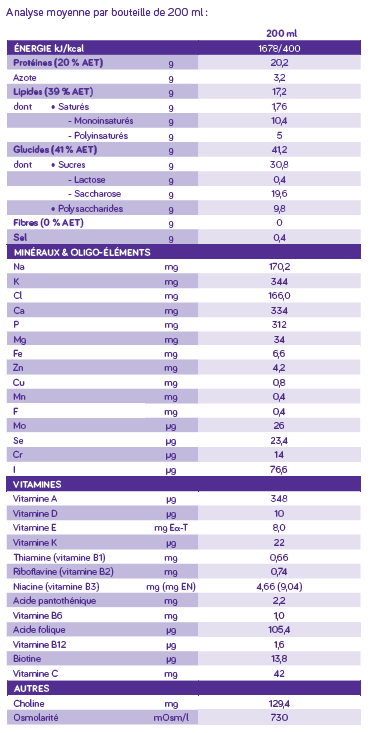 Analyse moyenne par bouteille de 200 ml :
200 ml
ÉNERGIE kJ/kcal 1678/400
Protéines (20 % AET) g 20,2
Azote g 3,2
Lipides (39 % AET) g 17,2
dont • Saturés g 1,76
- Monoinsaturés g 10,4
- Polyinsaturés g 5
Glucides (41 % AET) g 41,2
dont • Sucres g 30,8
- Lactose g 0,4
- Saccharose g 19,6
• Polysaccharides g 9,8
Fibres (0 % AET) g 0
Sel g 0,4
MINÉRAUX & OLIGO-ÉLÉMENTS
Na mg 170,2
K mg 344
Cl mg 166,0
Ca mg 334
P mg 312
Mg mg 34
Fe mg 6,6
Zn mg 4,2
Cu mg 0,8
Mn mg 0,4
F mg 0,4
Mo µg 26
Se µg 23,4
Cr µg 14
I µg 76,6
VITAMINES
Vitamine A µg 348
Vitamine D µg 10
Vitamine E mg Eα-T 8,0
Vitamine K µg 22
Thiamine (vitamine B1) mg 0,66
Riboflavine (vitamine B2) mg 0,74
Niacine (vitamine B3) mg (mg EN) 4,66 (9,04)
Acide pantothénique mg 2,2
Vitamine B6 mg 1,0
Acide folique µg 105,4
Vitamine B12 µg 1,6
Biotine µg 13,8
Vitamine C mg 42
AUTRES
Choline mg 129,4
Osmolarité mOsm/l 730